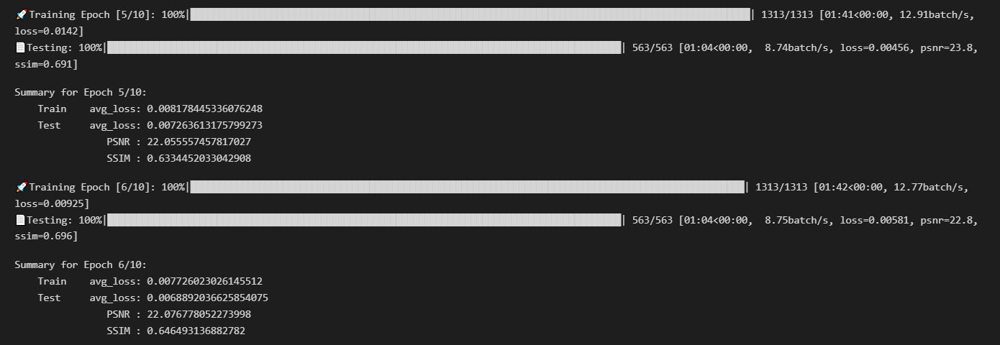 🚀Training Epoch [5/10]: 100%|██████████| 1313/1313 [01:41<00:00, 12.91batch/s,
loss=0.0142]
📄Testing: 100%|██████████| 563/563 [01:04<00:00,  8.74batch/s, loss=0.00456, psnr=23.8,
ssim=0.691]
Summary for Epoch 5/10:
    Train    avg_loss: 0.008178445336076248
    Test     avg_loss: 0.007263613175799273
                PSNR : 22.055557457817027
                SSIM : 0.6334452033042908
🚀Training Epoch [6/10]: 100%|██████████| 1313/1313 [01:42<00:00, 12.77batch/s,
loss=0.00925]
📄Testing: 100%|██████████| 563/563 [01:04<00:00,  8.75batch/s, loss=0.00581, psnr=22.8,
ssim=0.696]
Summary for Epoch 6/10:
    Train    avg_loss: 0.007726023026145512
    Test     avg_loss: 0.0068892036625854075
                PSNR : 22.076778052273998
                SSIM : 0.646493136882782